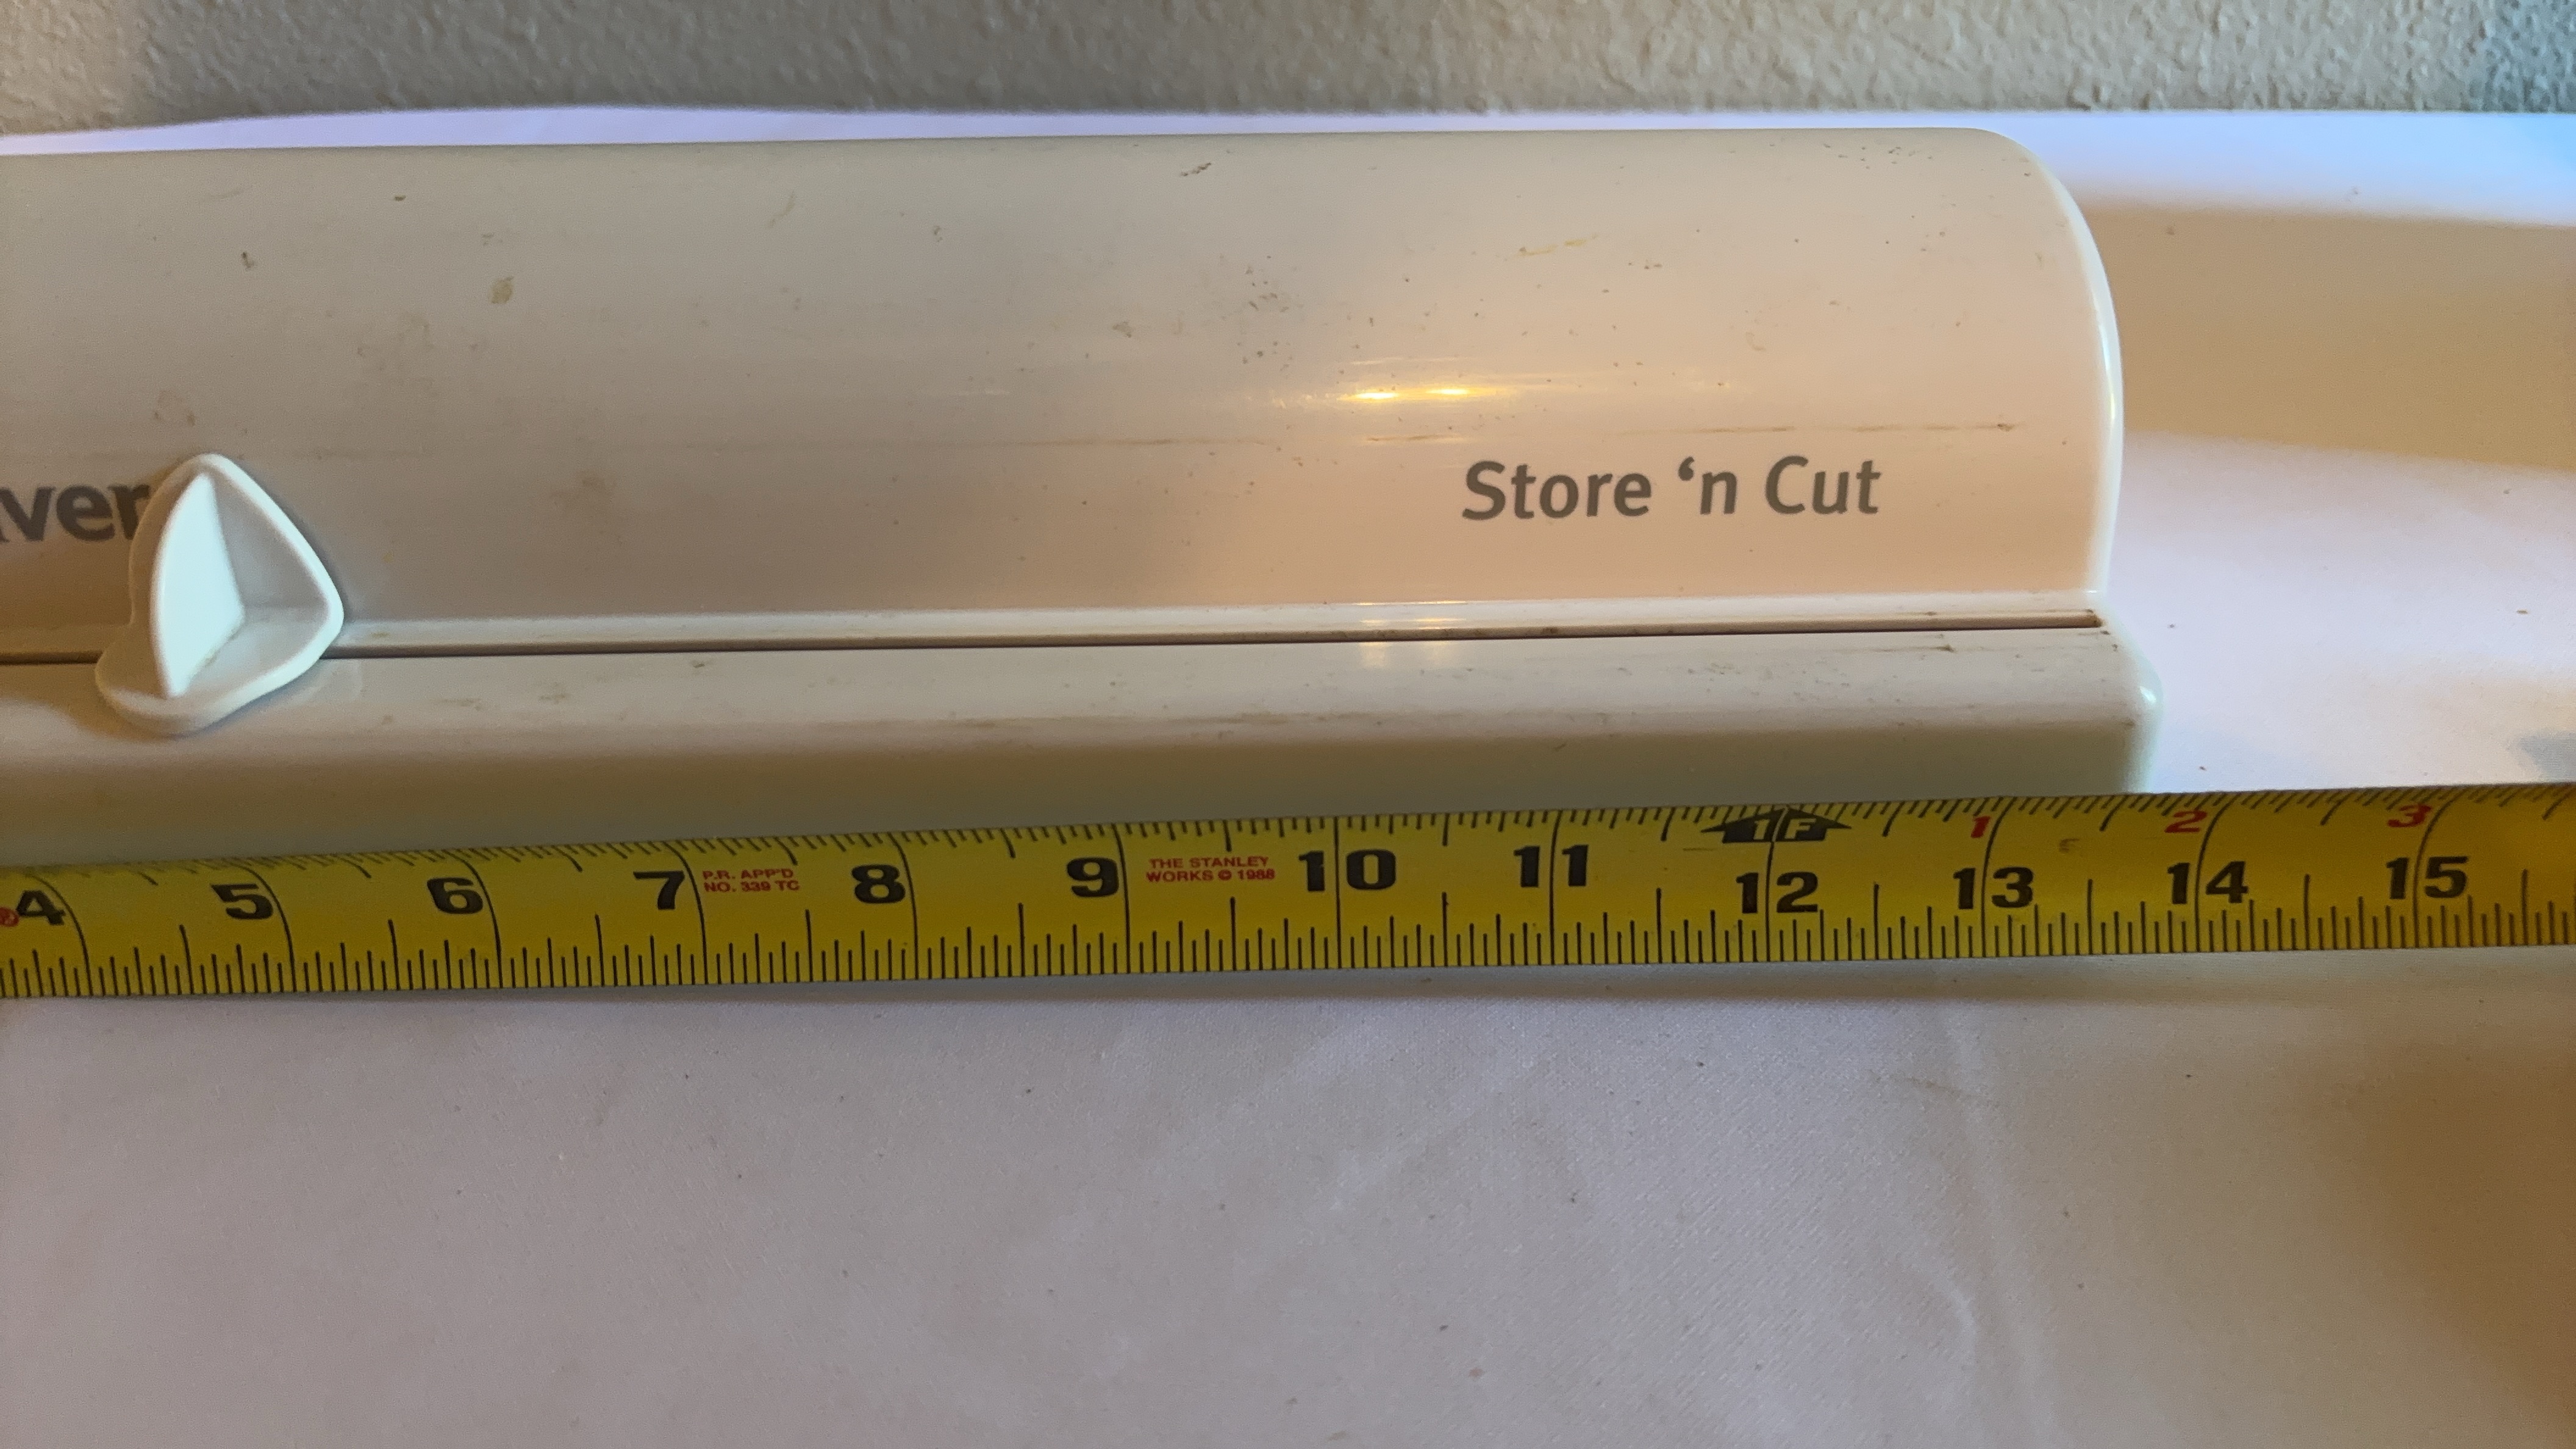 ver
Store ‘n Cut
1F
1 2 3
4 5 6 7 P.R. APP'D 8 9 THE STANLEY 10 11 12 13 14 15
NO. 339 TC WORKS © 1988